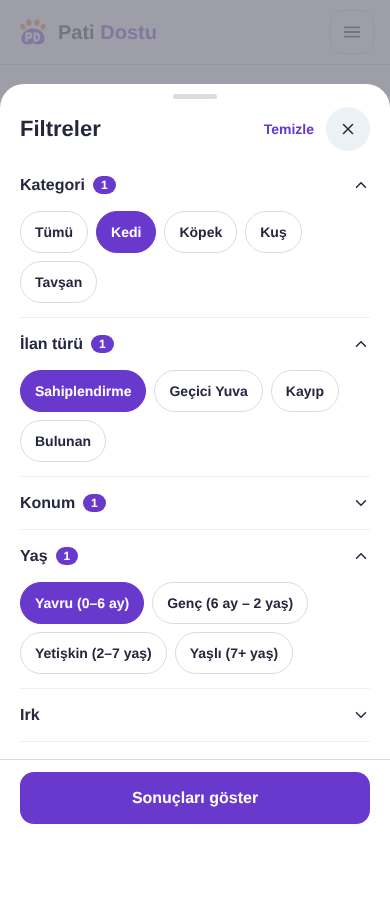 PD
Pati Dostu
Filtreler
Temizle
Kategori 1
Tümü Kedi Köpek Kuş
Tavşan
İlan türü 1
Sahiplendirme Geçici Yuva Kayıp
Bulunan
Konum 1
Yaş 1
Yavru (0–6 ay) Genç (6 ay – 2 yaş)
Yetişkin (2–7 yaş) Yaşlı (7+ yaş)
Irk
Sonuçları göster